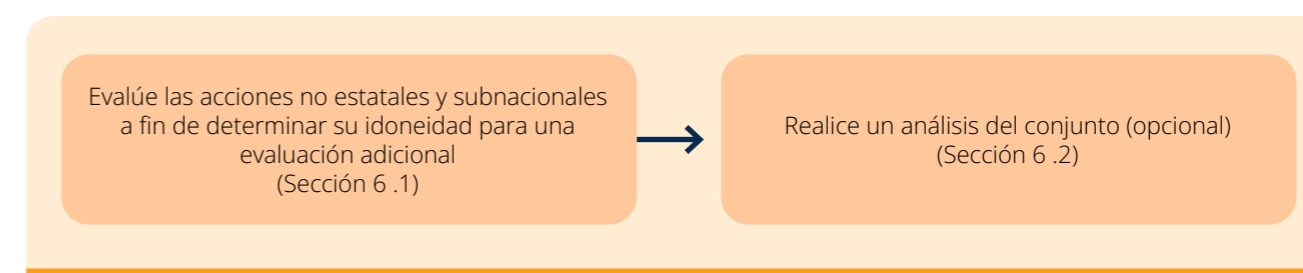 Evalúe las acciones no estatales y subnacionales
a fin de determinar su idoneidad para una
evaluación adicional
(Sección 6 .1)
Realice un análisis del conjunto (opcional)
(Sección 6 .2)